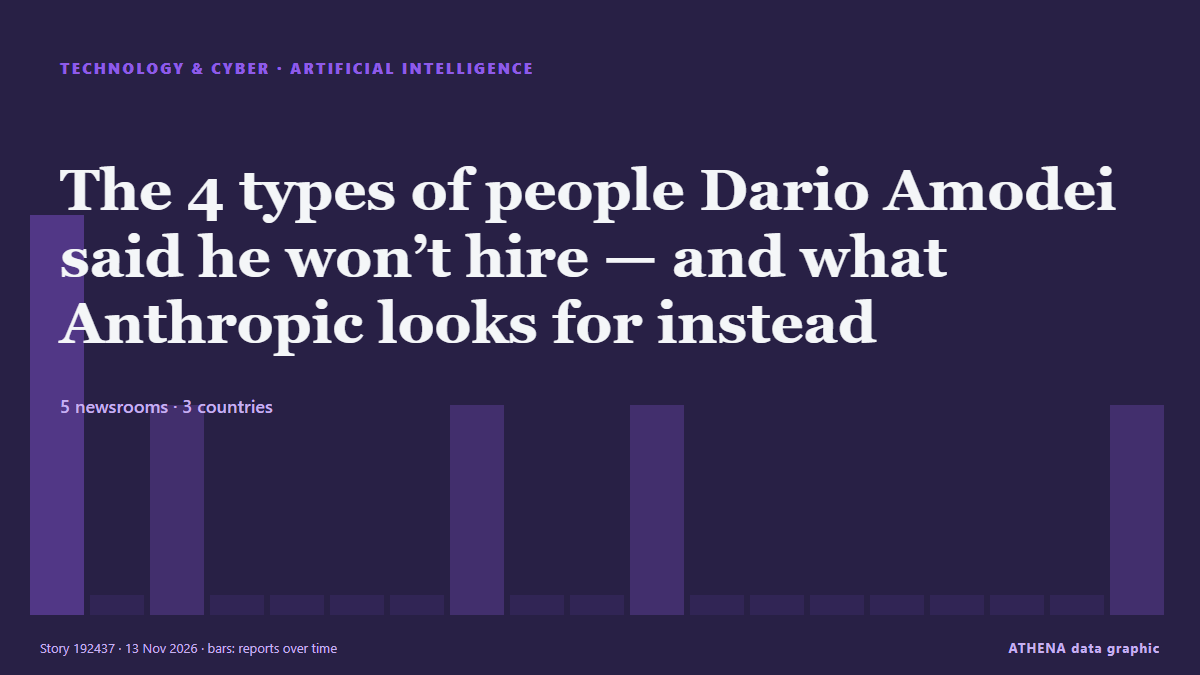 TECHNOLOGY & CYBER · ARTIFICIAL INTELLIGENCE
The 4 types of people Dario Amodei
said he won’t hire — and what
Anthropic looks for instead
5 newsrooms · 3 countries
Story 192437 · 13 Nov 2026 · bars: reports over time
ATHENA data graphic